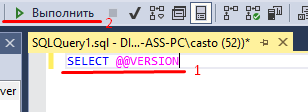 Выполнить
2
SQLQuery1.sql - DI...-ASS-PC\casto (52))*
SELECT @@VERSION
1
ver